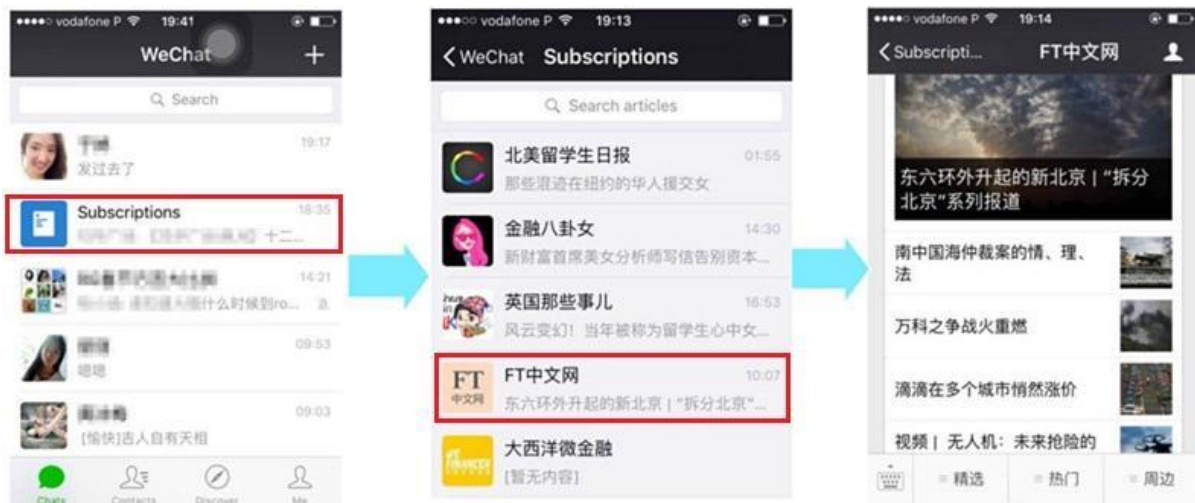 vodafone P 19:41
WeChat +
Search
19:17
发过去了
Subscriptions 18:35
十二...
14:21
什么时候到ro...
09:53
嗯嗯
09:03
[愉快]吉人自有天相
Chats Contacts Discover Me
vodafone P 19:13
WeChat Subscriptions
Search articles
北美留学生日报 01:55
那些混迹在纽约的华人援交女
金融八卦女 14:30
新财富首席美女分析师写信告别资本...
英国那些事儿 16:53
风云变幻！当年被称为留学生心中女...
FT
中文网
FT中文网 10:07
东六环外升起的新北京 | “拆分北京”...
大西洋微金融
[暂无内容]
vodafone P 19:14
Subscripti... FT中文网
东六环外升起的新北京 | “拆分
北京”系列报道
南中国海仲裁案的情、理、
法
万科之争战火重燃
滴滴在多个城市悄然涨价
视频 | 无人机：未来抢险的
精选 热门 周边